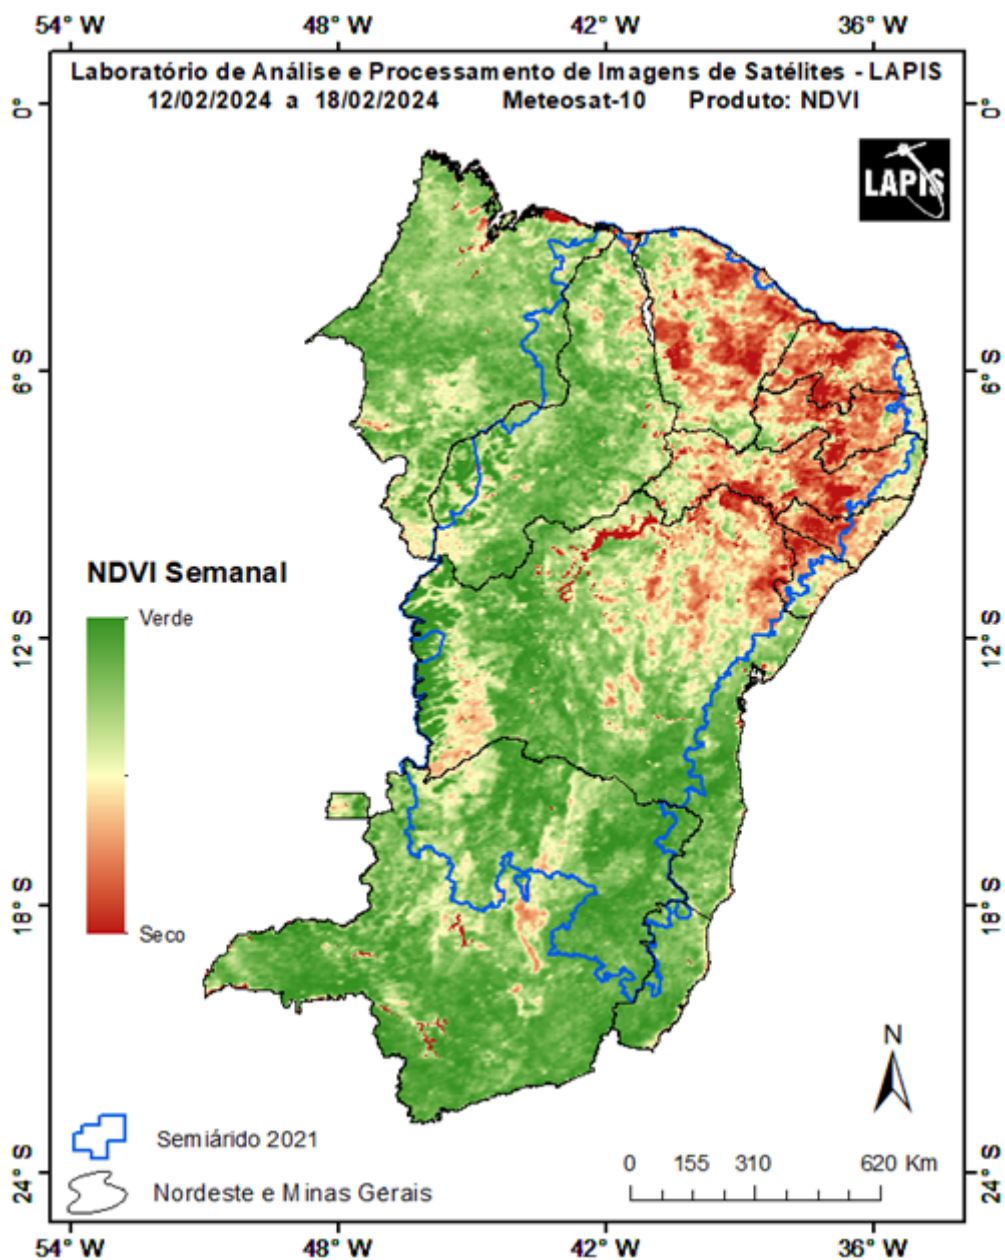 54° W 48° W 42° W 36° W
Laboratório de Análise e Processamento de Imagens de Satélites - LAPIS
12/02/2024 a 18/02/2024 Meteosat-10 Produto: NDVI
0° 0°
LAPIS
6° S 6° S
NDVI Semanal
Verde
12° S 12° S
18° S 18° S
Seco
N
Semiárido 2021
0 155 310 620 Km
Nordeste e Minas Gerais
24° S 24° S
54° W 48° W 42° W 36° W